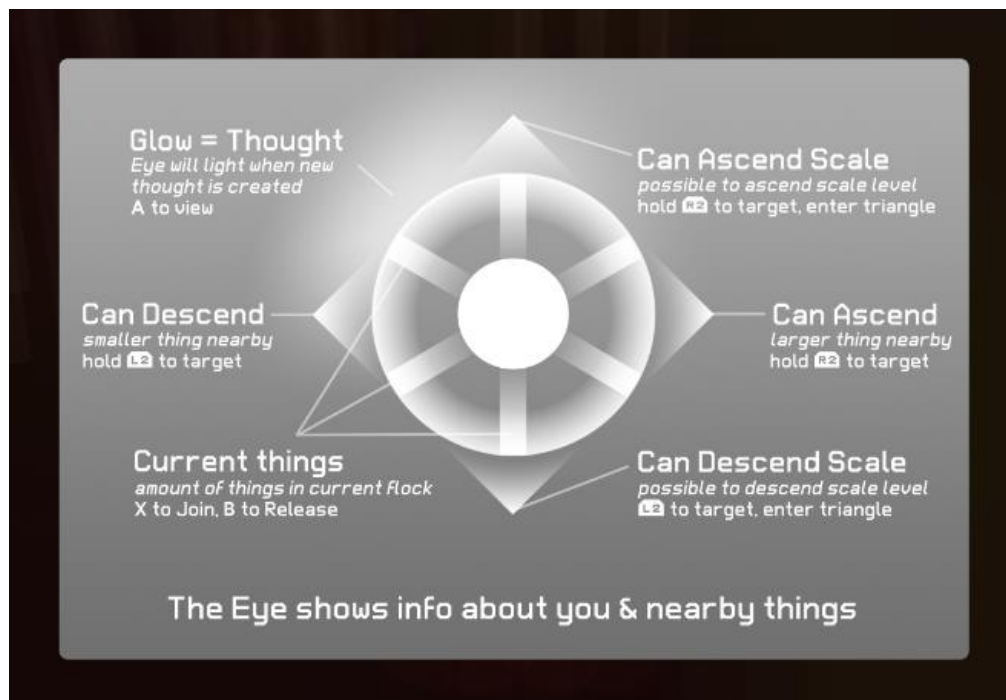 Glow = Thought
Eye will light when new
thought is created
A to view
Can Ascend Scale
possible to ascend scale level
hold R2 to target, enter triangle
Can Descend
smaller thing nearby
hold L2 to target
Can Ascend
larger thing nearby
hold R2 to target
Current things
amount of things in current flock
X to Join, B to Release
Can Descend Scale
possible to descend scale level
L2 to target, enter triangle
The Eye shows info about you & nearby things